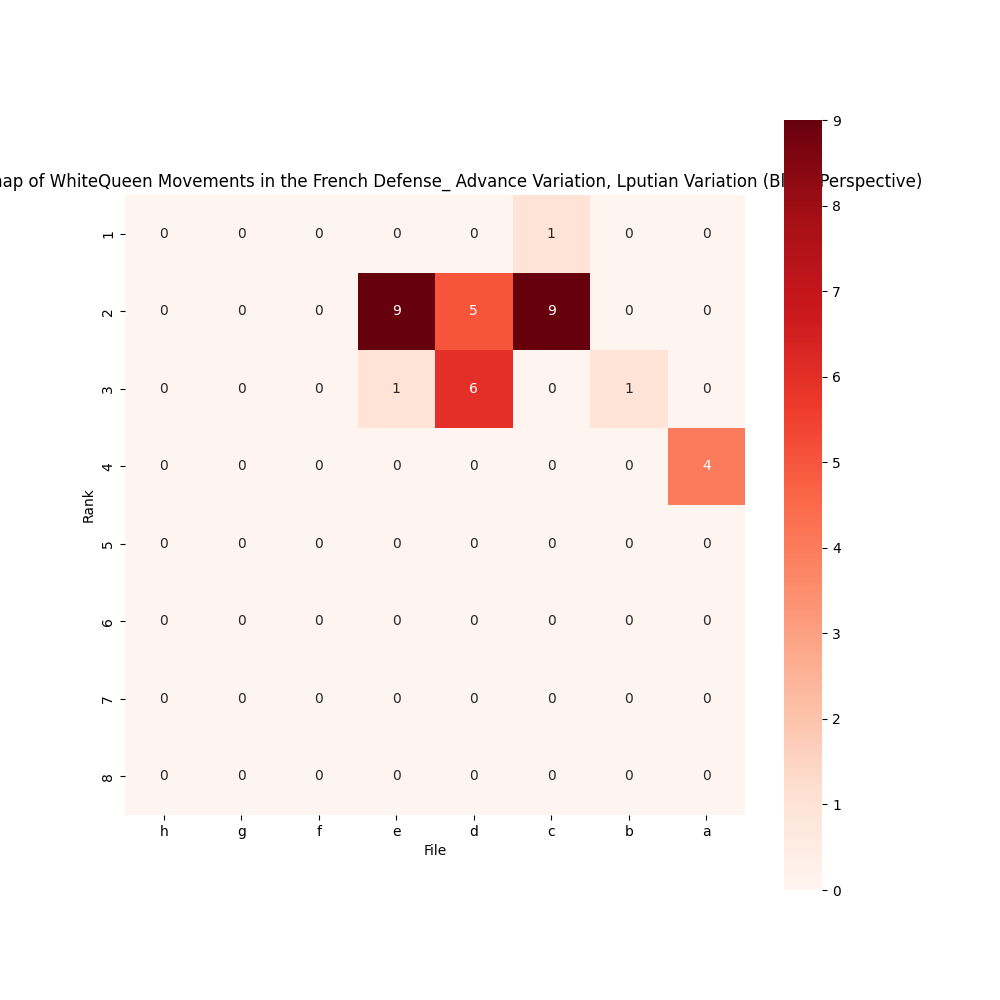 of WhiteQueen Movements in the French Defense_ Advance Variation, Lputian Variation Perspective)
9
8
7
6
5
4
3
2
1
0
1 0 0 0 0 0 1 0 0
2 0 0 0 9 5 9 0 0
3 0 0 0 1 6 0 1 0
4 0 0 0 0 0 0 0 4
Rank
5 0 0 0 0 0 0 0 0
6 0 0 0 0 0 0 0 0
7 0 0 0 0 0 0 0 0
8 0 0 0 0 0 0 0 0
h g f e d c b a
File